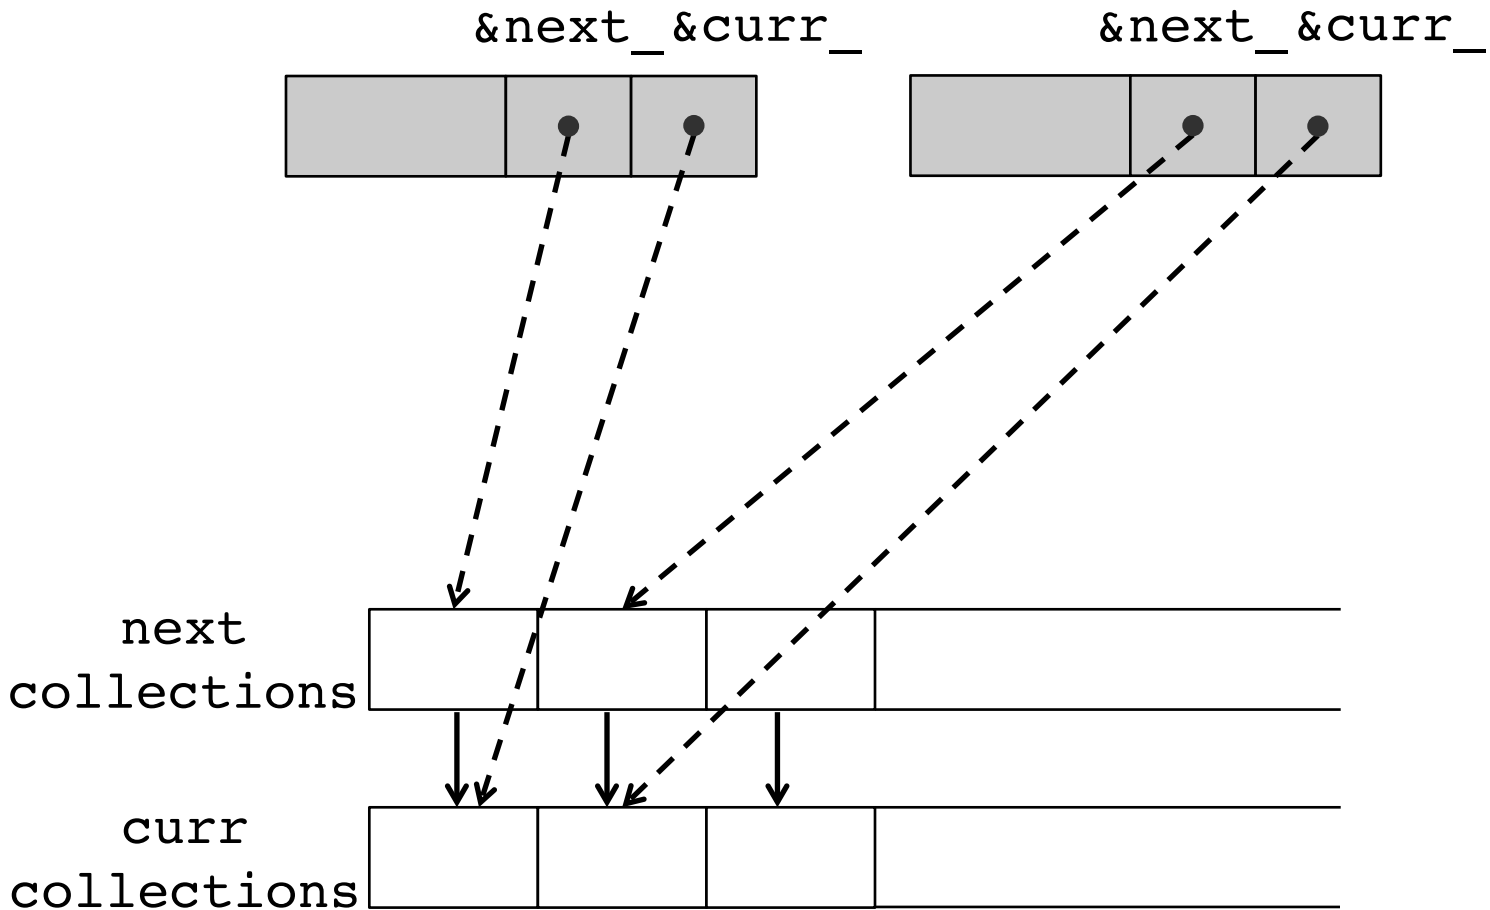 &next_ &curr_ &next_ &curr_
next
collections
curr
collections